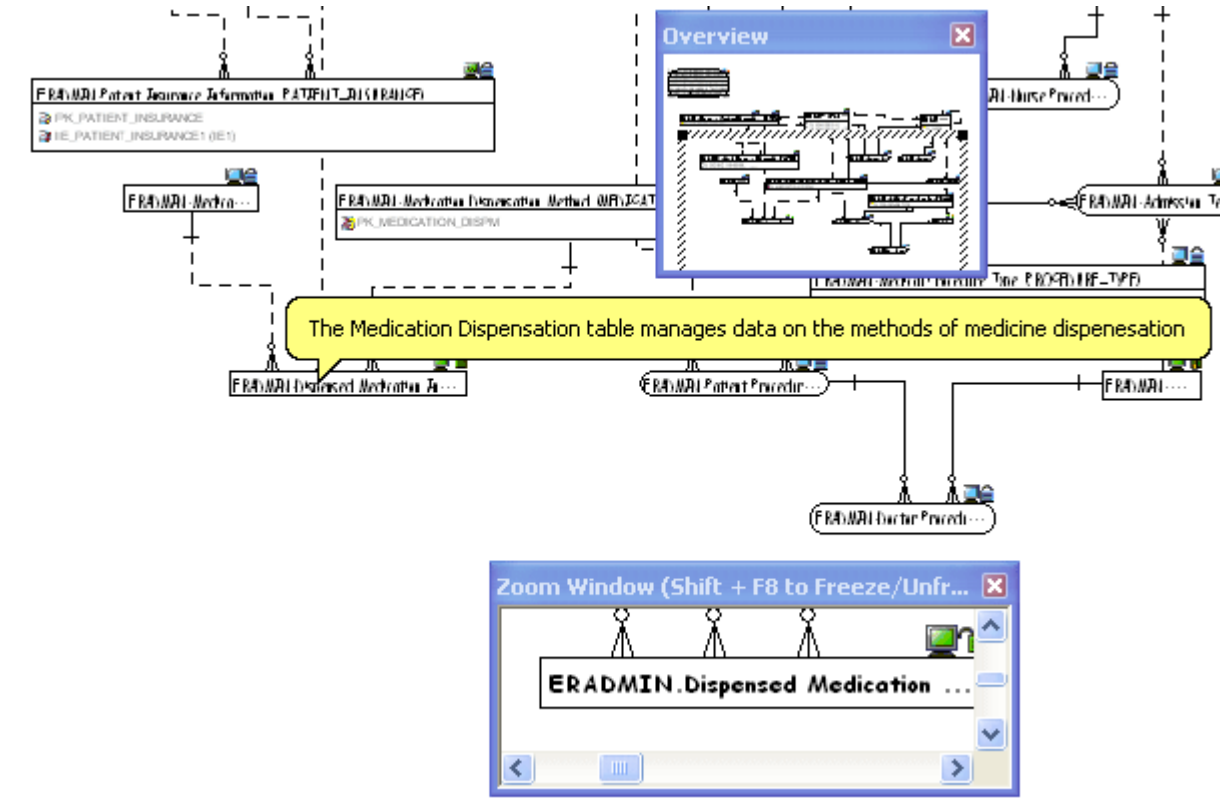 Overview
ERADMIN.Patient Insurance Information PATIENT_INSURANCE)
ERADMIN.Nurse Proced...
PK_PATIENT_INSURANCE
IE_PATIENT_INSURANCE1 (IE1)
ERADMIN.Medica...
ERADMIN.Medication Dispensation Method (MEDICAT
ERADMIN.Admission Te
PK_MEDICATION_DISPM
PROCEDURE_TYPE)
The Medication Dispensation table manages data on the methods of medicine dispenesation
ERADMIN.Dispensed Medication In...
ERADMIN.Patient Procedur...
ERADMIN....
ERADMIN.Doctor Procedu...
Zoom Window (Shift + F8 to Freeze/Unfr...
ERADMIN.Dispensed Medication ...